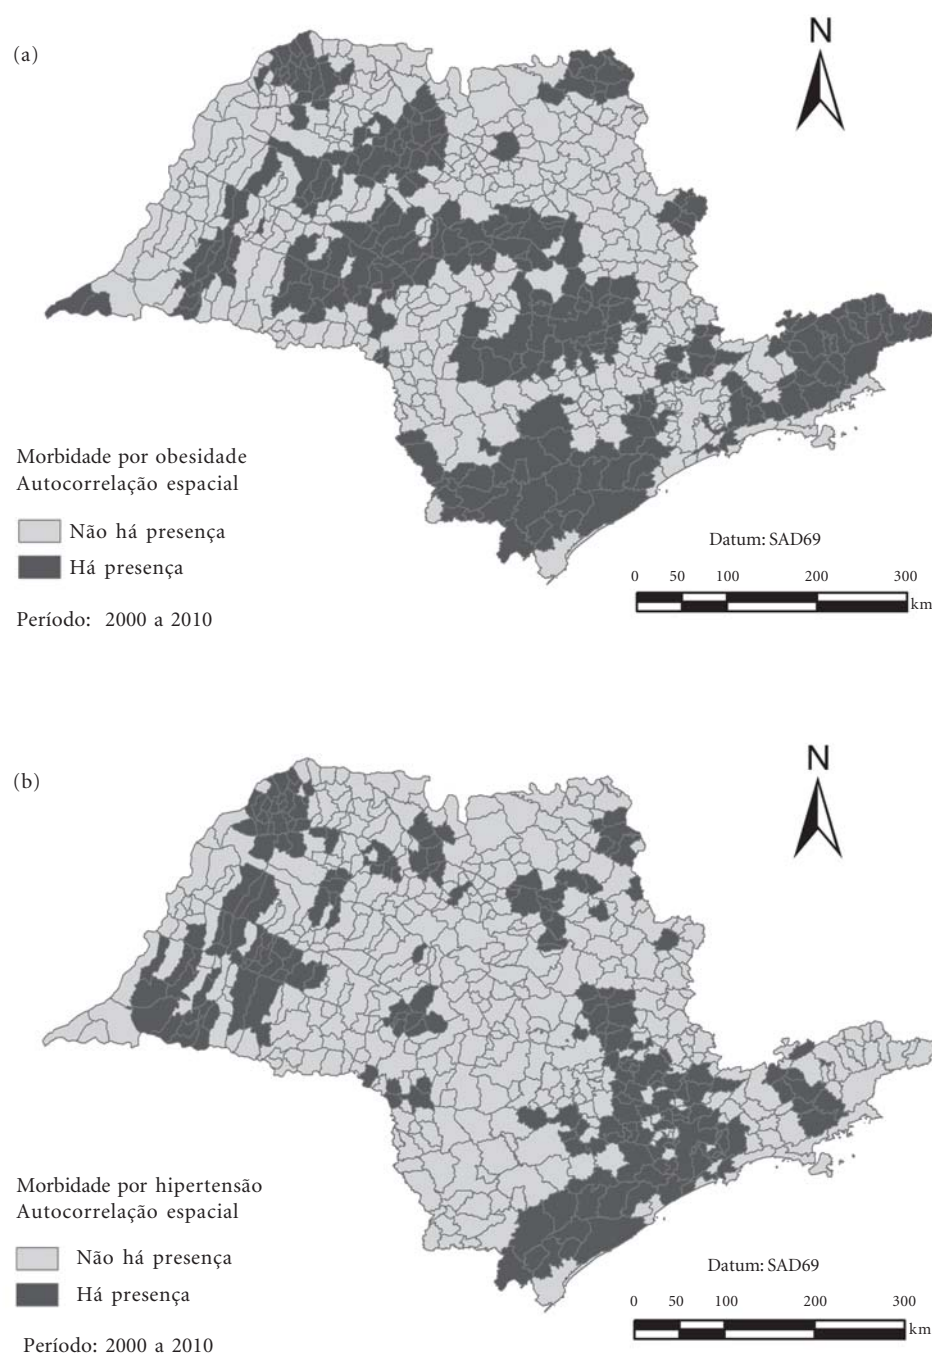 (a)
N
Morbidade por obesidade
Autocorrelação espacial
Não há presença
Há presença
Período: 2000 a 2010
Datum: SAD69
0 50 100 200 300
km
(b)
N
Morbidade por hipertensão
Autocorrelação espacial
Não há presença
Há presença
Período: 2000 a 2010
Datum: SAD69
0 50 100 200 300
km